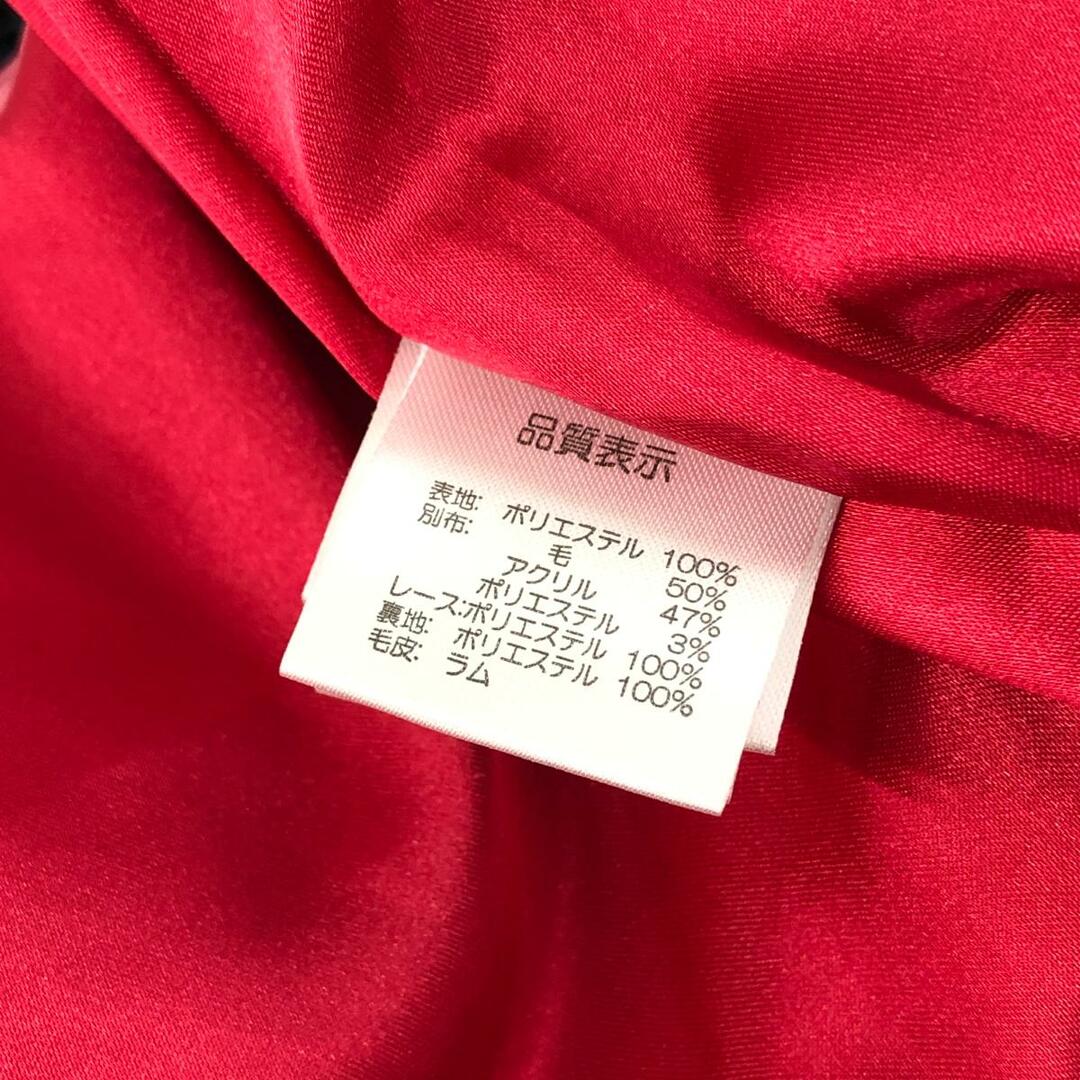 品質表示
表地: ポリエステル 100%
別布: 毛 50%
アクリル 47%
ポリエステル 3%
レース:ポリエステル 100%
裏地: ポリエステル 100%
毛皮: ラム